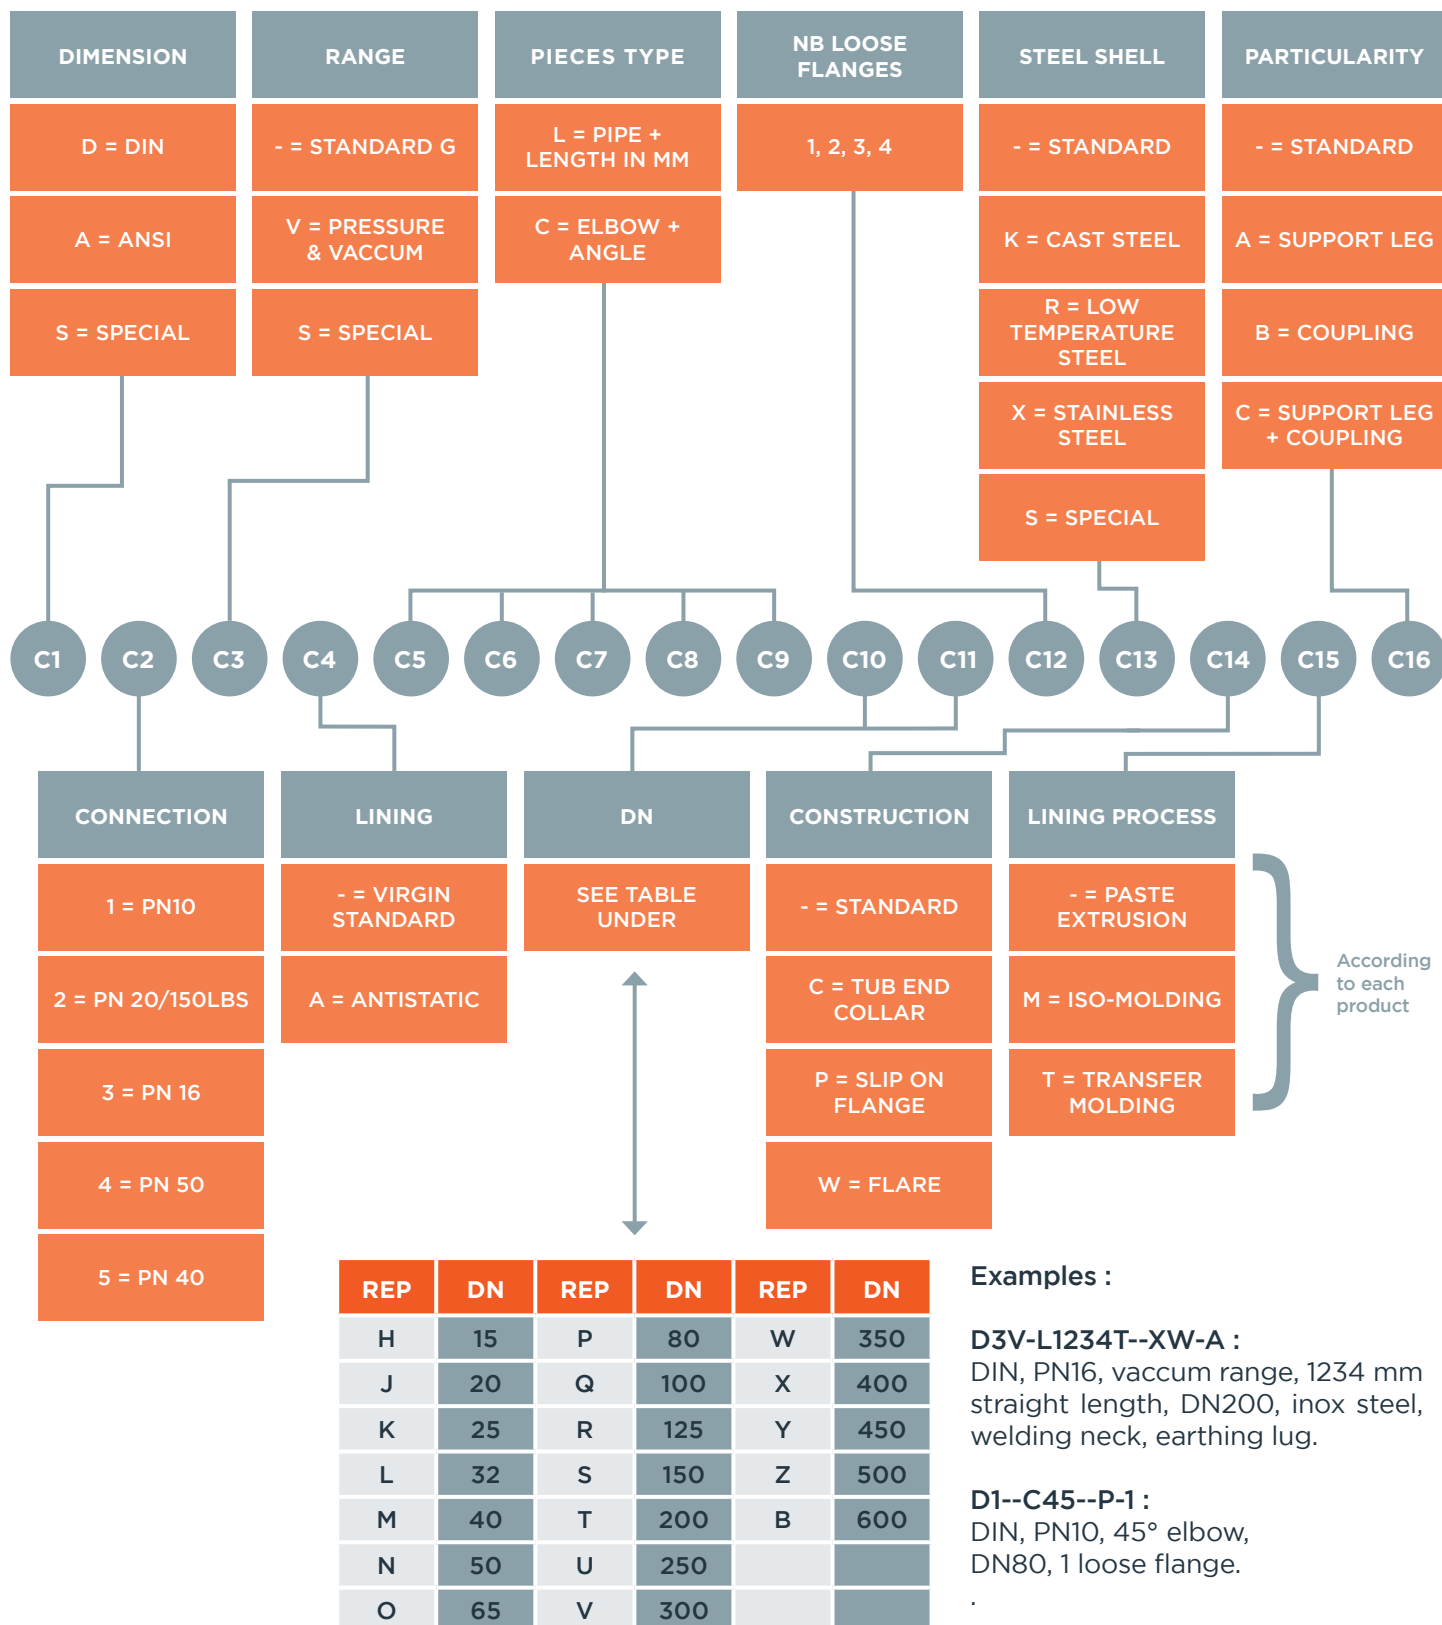 DIMENSION
D = DIN
A = ANSI
S = SPECIAL
RANGE
- = STANDARD G
V = PRESSURE
& VACCUM
S = SPECIAL
PIECES TYPE
L = PIPE +
LENGTH IN MM
C = ELBOW +
ANGLE
NB LOOSE
FLANGES
1, 2, 3, 4
STEEL SHELL
- = STANDARD
K = CAST STEEL
R = LOW
TEMPERATURE
STEEL
X = STAINLESS
STEEL
S = SPECIAL
PARTICULARITY
- = STANDARD
A = SUPPORT LEG
B = COUPLING
C = SUPPORT LEG
+ COUPLING
C1 C2 C3 C4 C5 C6 C7 C8 C9 C10 C11 C12 C13 C14 C15 C16
CONNECTION
1 = PN10
2 = PN 20/150LBS
3 = PN 16
4 = PN 50
5 = PN 40
LINING
- = VIRGIN
STANDARD
A = ANTISTATIC
DN
SEE TABLE
UNDER
CONSTRUCTION
- = STANDARD
C = TUB END
COLLAR
P = SLIP ON
FLANGE
W = FLARE
LINING PROCESS
- = PASTE
EXTRUSION
M = ISO-MOLDING
T = TRANSFER
MOLDING
According
to each
product
REP DN REP DN REP DN
H 15 P 80 W 350
J 20 Q 100 X 400
K 25 R 125 Y 450
L 32 S 150 Z 500
M 40 T 200 B 600
N 50 U 250
O 65 V 300
Examples :
D3V-L1234T--XW-A :
DIN, PN16, vaccum range, 1234 mm
straight length, DN200, inox steel,
welding neck, earthing lug.
D1--C45--P-1 :
DIN, PN10, 45° elbow,
DN80, 1 loose flange.
.